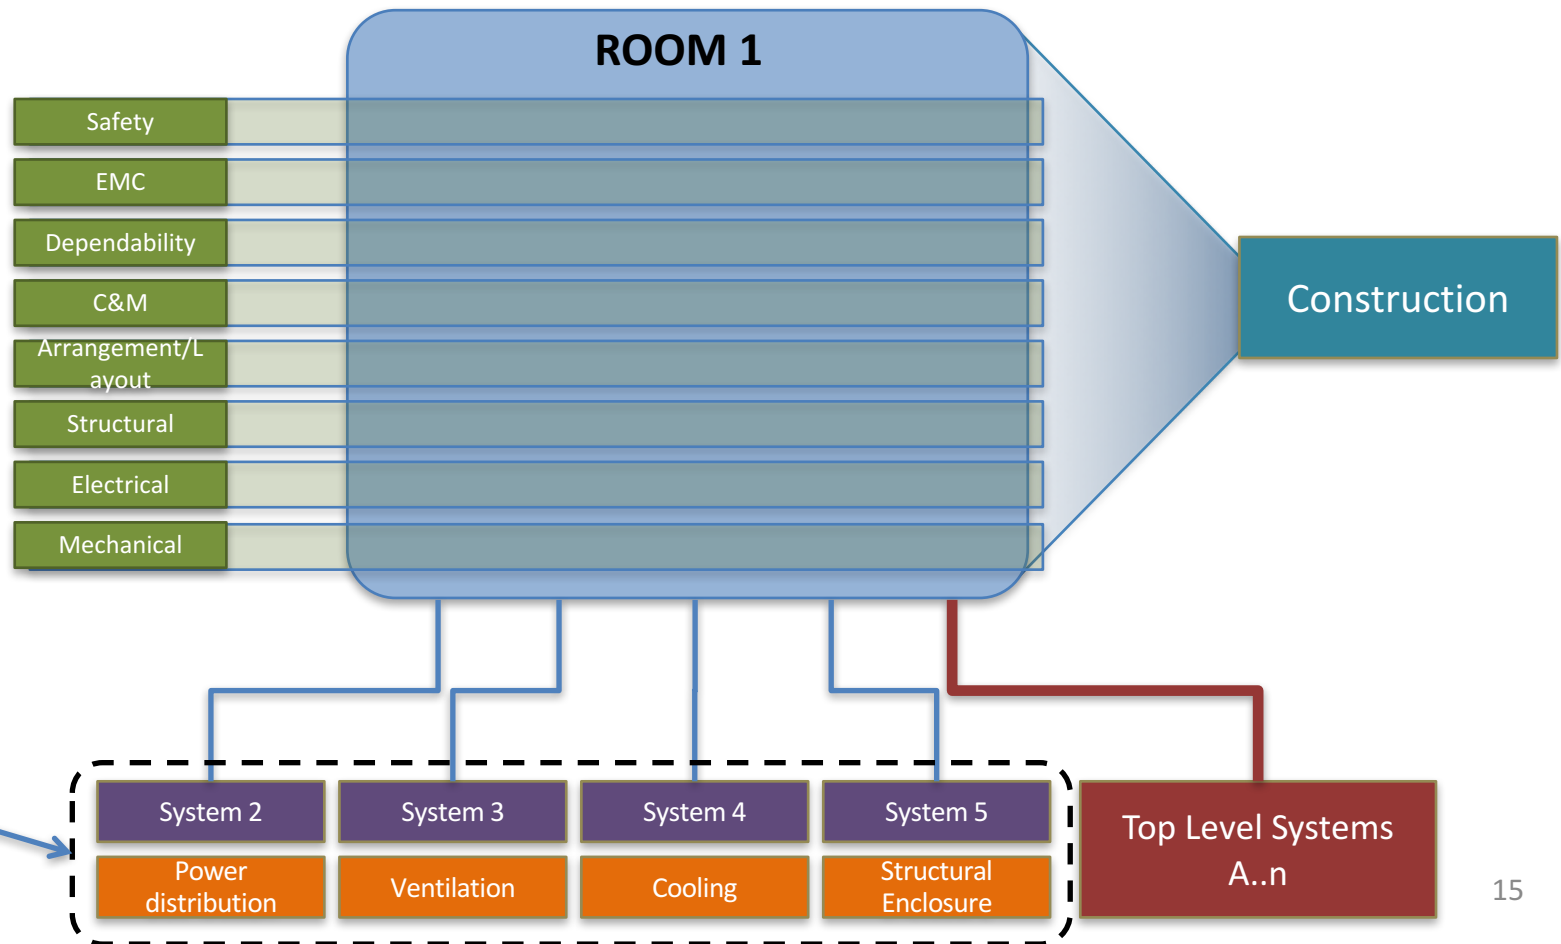 ROOM 1
Safety
EMC
Dependability
C&M
Arrangement/L
ayout
Structural
Electrical
Mechanical
Construction
System 2
System 3
System 4
System 5
Power
distribution
Ventilation
Cooling
Structural
Enclosure
Top Level Systems
A..n
15